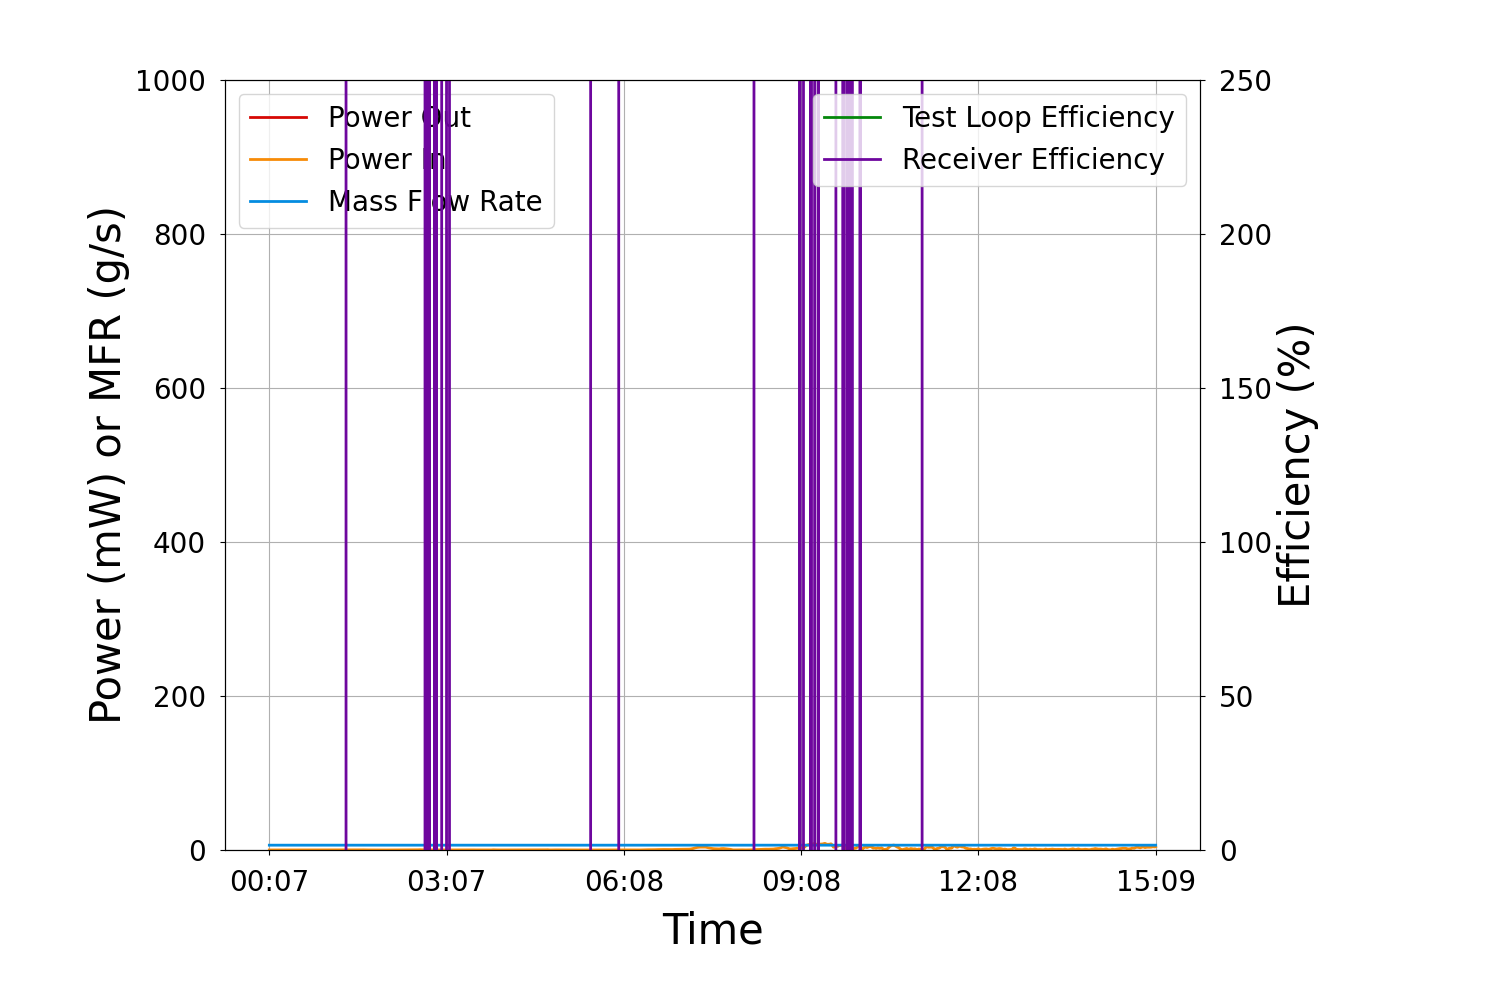 1000
800
600
400
200
0
Power (mW) or MFR (g/s)
Power Out
Power In
Mass Flow Rate
Test Loop Efficiency
Receiver Efficiency
250
200
150
100
50
0
Efficiency (%)
00:07 03:07 06:08 09:08 12:08 15:09
Time